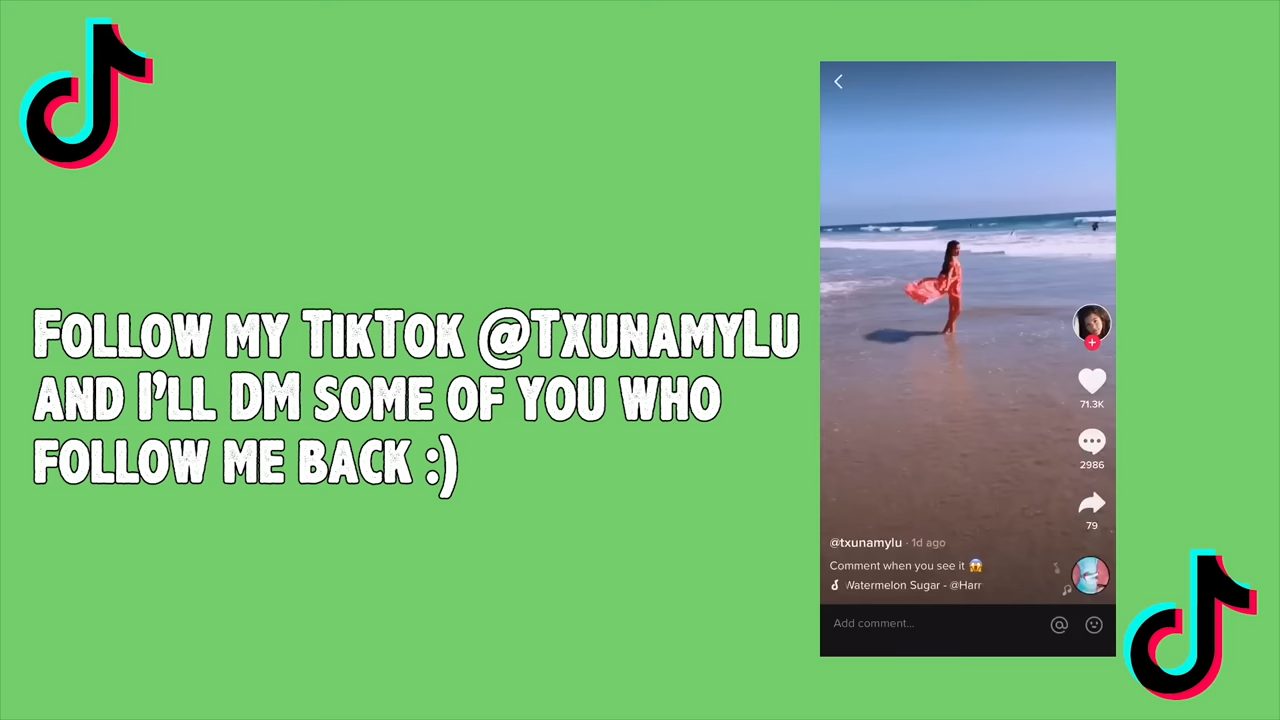 Follow my TikTok @TxunamyLu
and I'll DM some of you who
follow me back :)
71.3K
2986
79
@txunamylu · 1d ago
Comment when you see it 😱
Watermelon Sugar - @Harr
Add comment...